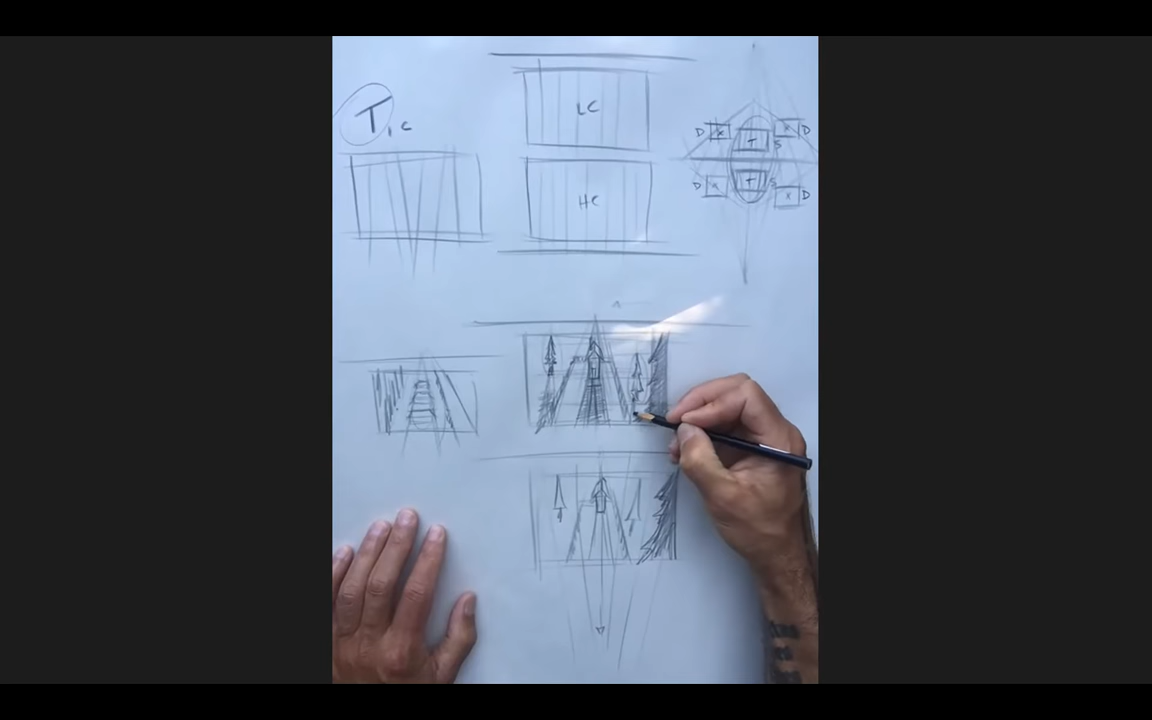 T, C
LC
HC
D X X D
T S
D X T S X D